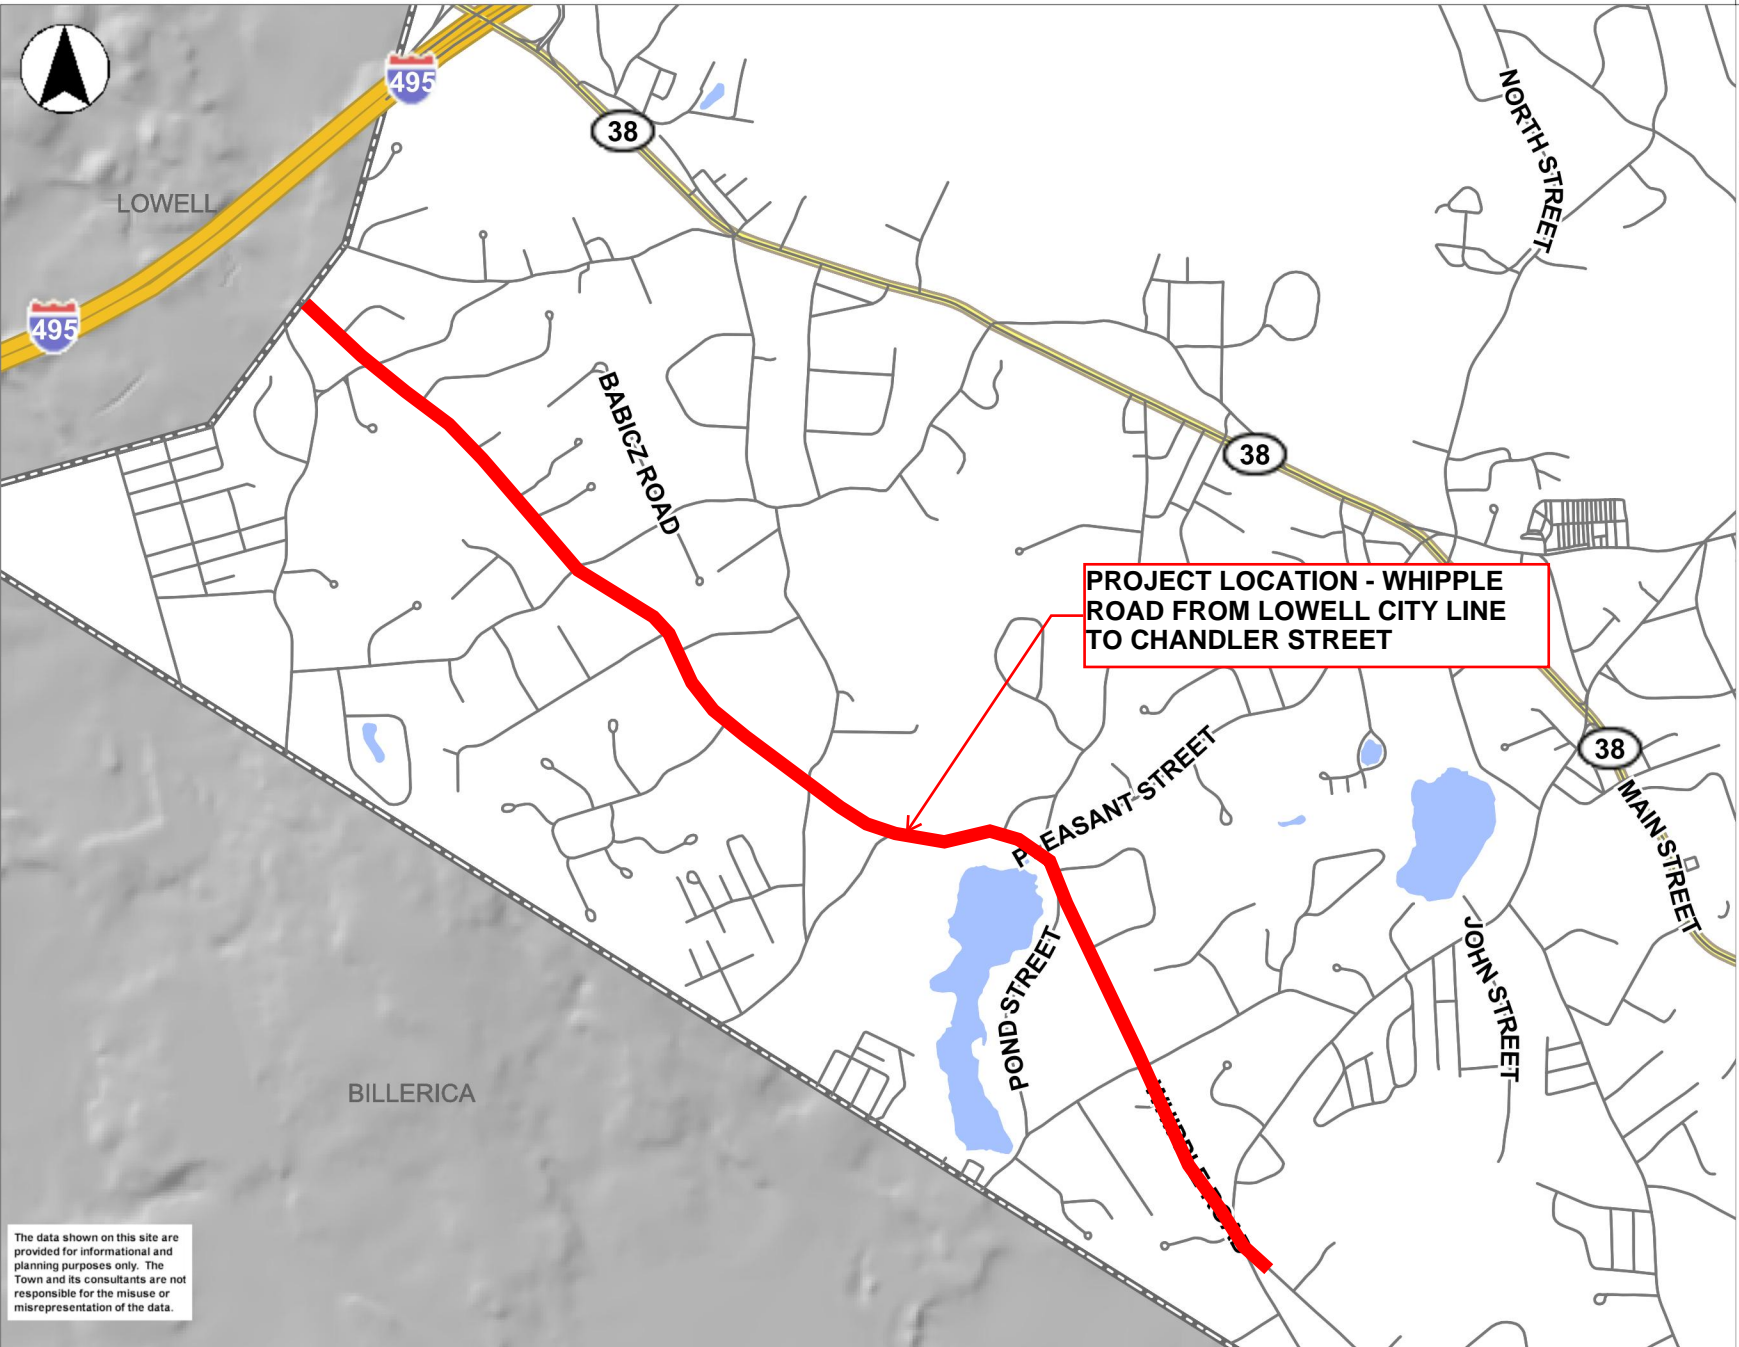 495
38
NORTH STREET
LOWELL
495
BABICZ ROAD
38
PROJECT LOCATION - WHIPPLE
ROAD FROM LOWELL CITY LINE
TO CHANDLER STREET
38
PLEASANT STREET
MAIN STREET
POND STREET
JOHN STREET
BILLERICA
WHIPPLE ROAD
The data shown on this site are
provided for informational and
planning purposes only. The
Town and its consultants are not
responsible for the misuse or
misrepresentation of the data.